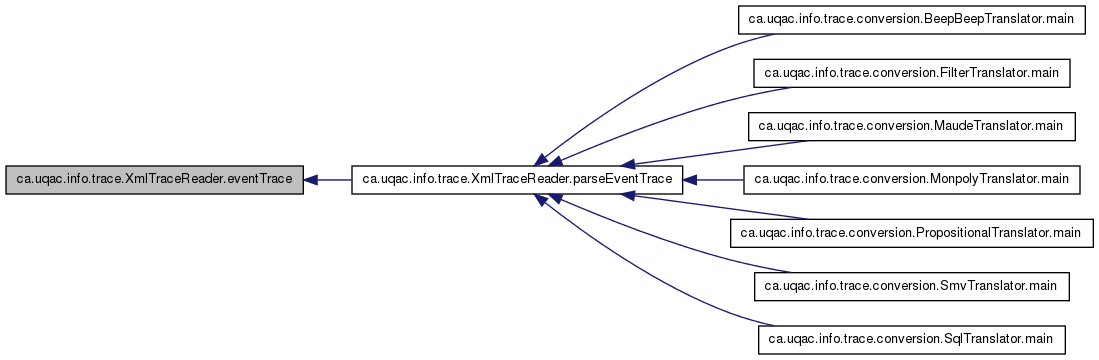 ca.uqac.info.trace.XmlTraceReader.eventTrace
ca.uqac.info.trace.XmlTraceReader.parseEventTrace
ca.uqac.info.trace.conversion.BeepBeepTranslator.main
ca.uqac.info.trace.conversion.FilterTranslator.main
ca.uqac.info.trace.conversion.MaudeTranslator.main
ca.uqac.info.trace.conversion.MonpolyTranslator.main
ca.uqac.info.trace.conversion.PropositionalTranslator.main
ca.uqac.info.trace.conversion.SmvTranslator.main
ca.uqac.info.trace.conversion.SqlTranslator.main